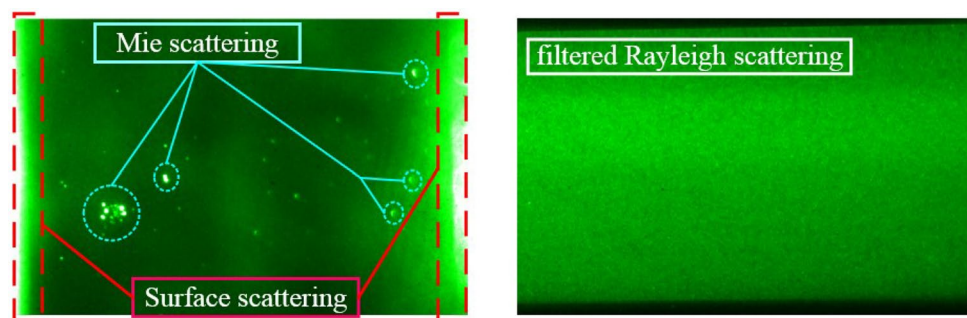 Mie scattering
Surface scattering
filtered Rayleigh scattering